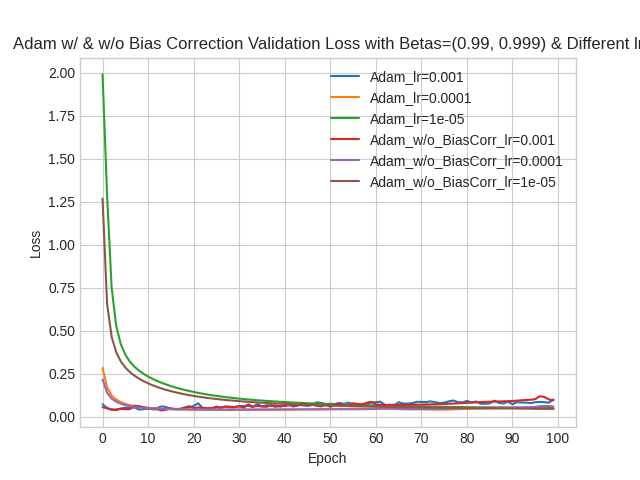 Adam w/ & w/o Bias Correction Validation Loss with Betas=(0.99, 0.999) & Different
2.00
1.75
1.50
1.25
1.00
0.75
0.50
0.25
0.00
Loss
Adam_lr=0.001
Adam_lr=0.0001
Adam_lr=1e-05
Adam_w/o_BiasCorr_lr=0.001
Adam_w/o_BiasCorr_lr=0.0001
Adam_w/o_BiasCorr_lr=1e-05
0 10 20 30 40 50 60 70 80 90 100
Epoch